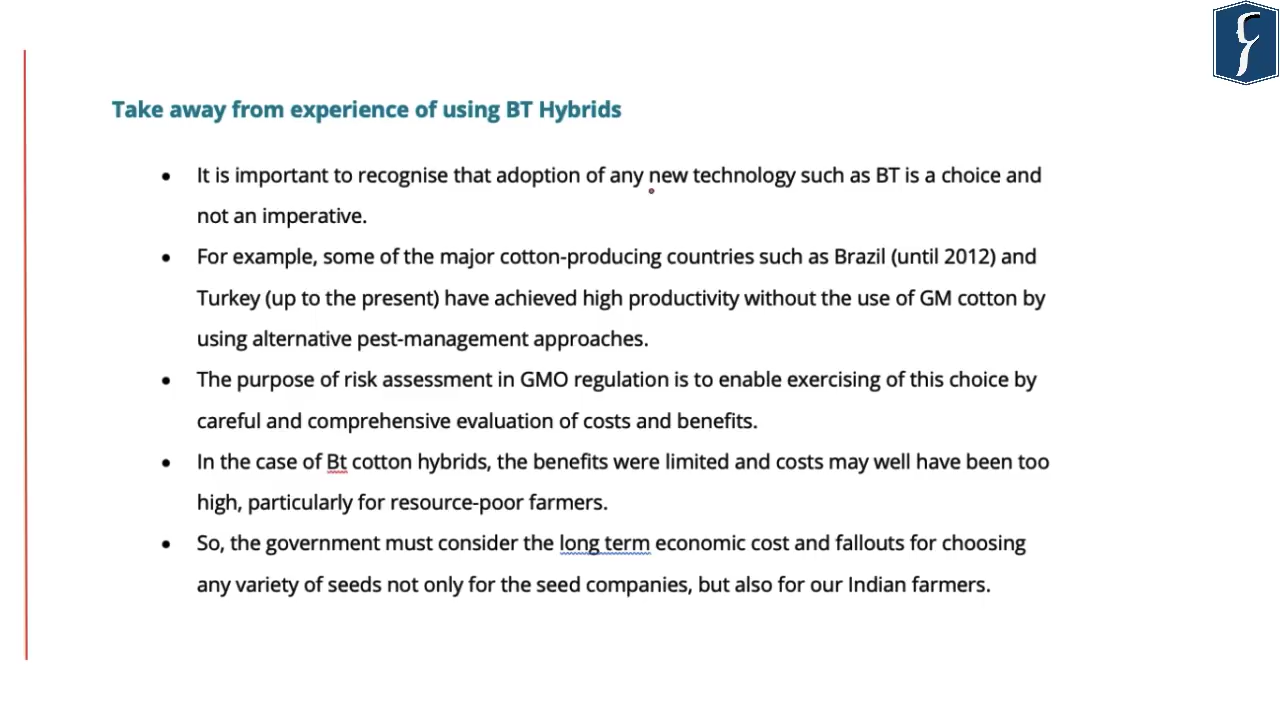 Take away from experience of using BT Hybrids
• It is important to recognise that adoption of any new technology such as BT is a choice and
not an imperative.
• For example, some of the major cotton-producing countries such as Brazil (until 2012) and
Turkey (up to the present) have achieved high productivity without the use of GM cotton by
using alternative pest-management approaches.
• The purpose of risk assessment in GMO regulation is to enable exercising of this choice by
careful and comprehensive evaluation of costs and benefits.
• In the case of Bt cotton hybrids, the benefits were limited and costs may well have been too
high, particularly for resource-poor farmers.
• So, the government must consider the long term economic cost and fallouts for choosing
any variety of seeds not only for the seed companies, but also for our Indian farmers.